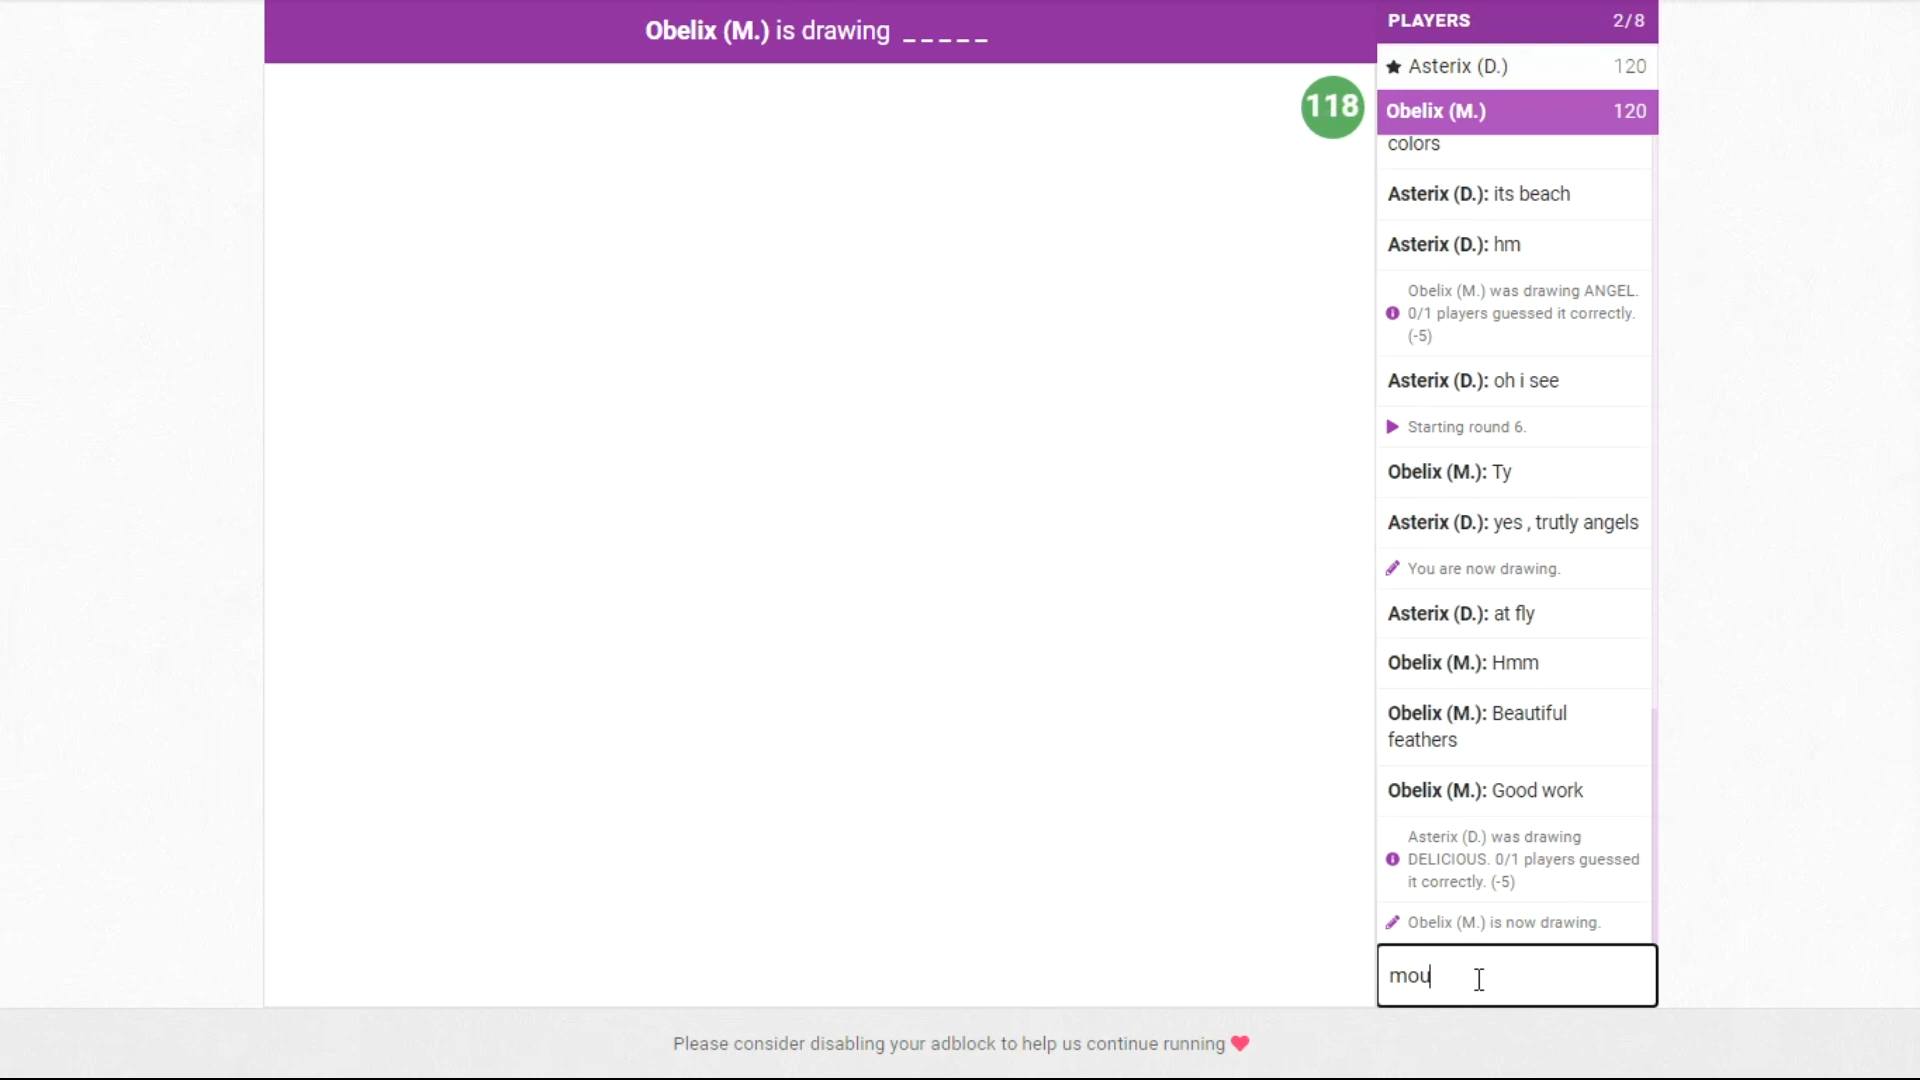 Obelix (M.) is drawing _ _ _ _ _
118
PLAYERS 2/8
Asterix (D.) 120
Obelix (M.) 120
colors
Asterix (D.): its beach
Asterix (D.): hm
Obelix (M.) was drawing ANGEL.
0/1 players guessed it correctly.
(-5)
Asterix (D.): oh i see
Starting round 6.
Obelix (M.): Ty
Asterix (D.): yes , trutly angels
You are now drawing.
Asterix (D.): at fly
Obelix (M.): Hmm
Obelix (M.): Beautiful
feathers
Obelix (M.): Good work
Asterix (D.) was drawing
DELICIOUS. 0/1 players guessed
it correctly. (-5)
Obelix (M.) is now drawing.
mou
Please consider disabling your adblock to help us continue running